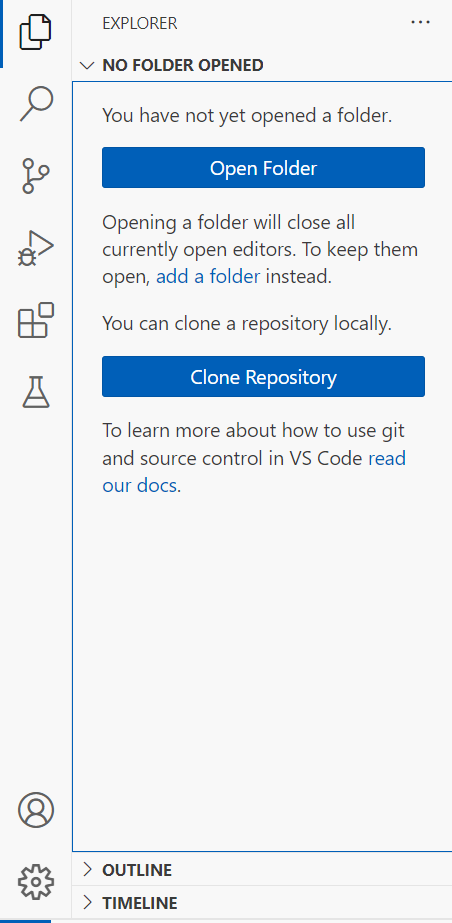 EXPLORER
NO FOLDER OPENED
You have not yet opened a folder.
Open Folder
Opening a folder will close all
currently open editors. To keep them
open, add a folder instead.
You can clone a repository locally.
Clone Repository
To learn more about how to use git
and source control in VS Code read
our docs.
OUTLINE
TIMELINE